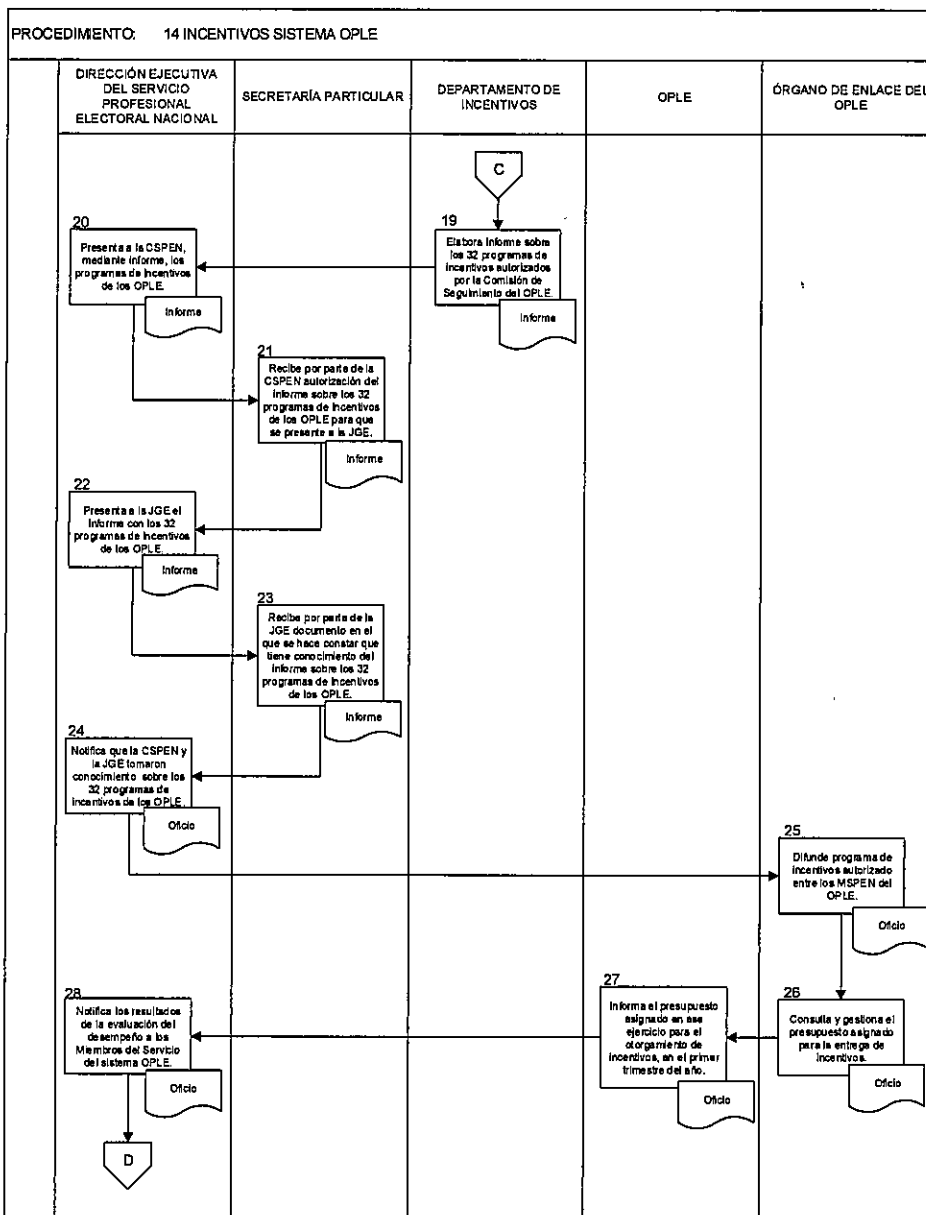 PROCEDIMIENTO: 14 INCENTIVOS SISTEMA OPLE
DIRECCIÓN EJECUTIVA
DEL SERVICIO
PROFESIONAL
ELECTORAL NACIONAL
SECRETARÍA PARTICULAR
DEPARTAMENTO DE
INCENTIVOS
OPLE
ÓRGANO DE ENLACE DEL
OPLE
C
19
Elabora Informe sobre
los 32 programas de
incentivos autorizados
por la Comisión de
Seguimiento del OPLE.
Informe
20
Presenta a la CSPEN,
mediante informe, los
programas de Incentivos
de los OPLE.
Informe
21
Recibe por parte de la
CSPEN autorización del
informe sobre los 32
programas de Incentivos
de los OPLE para que
se presente a la JGE.
Informe
22
Presenta a la JGE el
Informe con los 32
programas de Incentivos
de los OPLE.
Informe
23
Recibe por parte de la
JGE documento en el
que se hace constar que
tiene conocimiento del
Informe sobre los 32
programas de Incentivos
de los OPLE.
Informe
24
Notifica que la CSPEN y
la JGE tomaron
conocimiento sobre los
32 programas de
incentivos de los OPLE.
Oficio
25
Difunde programa de
incentivos autorizado
entre los MSPEN del
OPLE.
Oficio
26
Consulta y gestiona el
presupuesto asignado
para la entrega de
Incentivos.
Oficio
27
Informa el presupuesto
asignado en ese
ejercicio para el
otorgamiento de
incentivos, en el primer
trimestre del año.
Oficio
28
Notifica los resultados
de la evaluación del
desempeño a los
Miembros del Servicio
del sistema OPLE.
Oficio
D